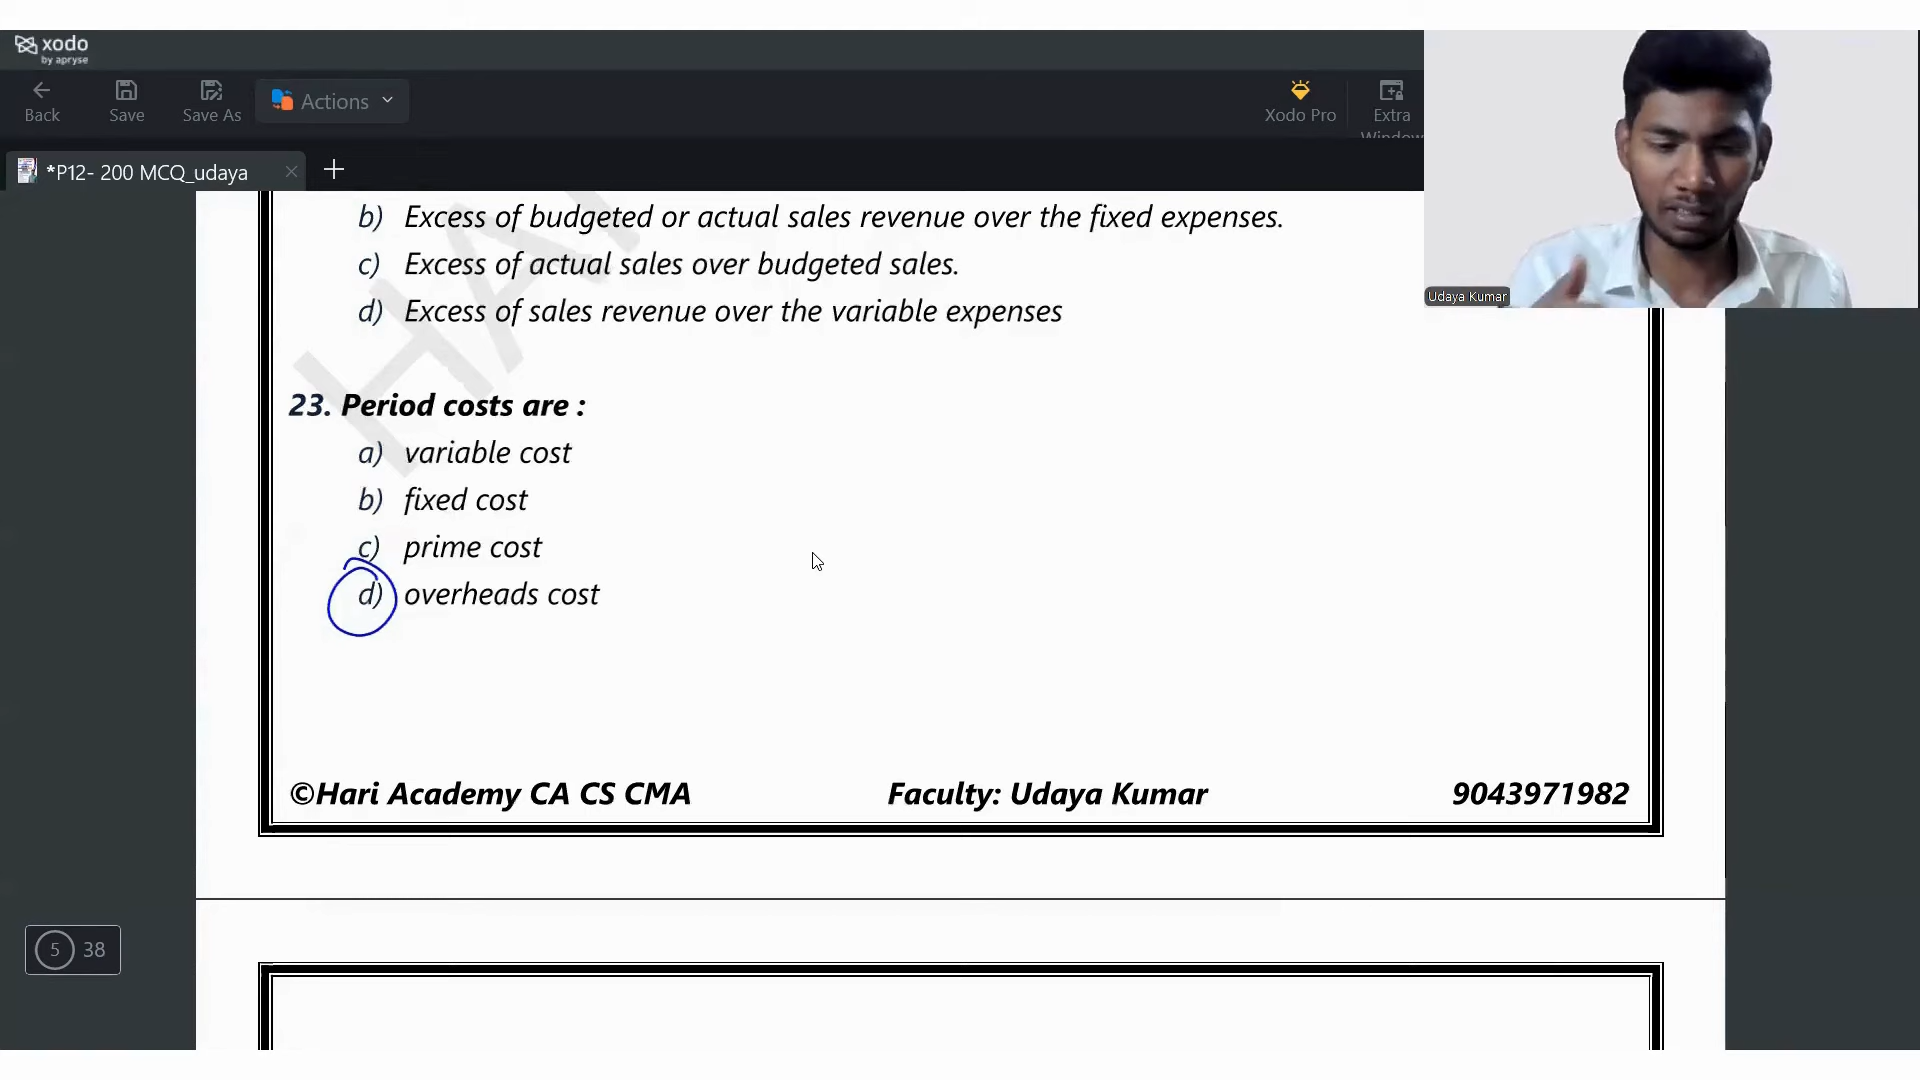 xodo
by apryse
Back
Save
Save As
Actions
Xodo Pro
Extra
Window
*P12- 200 MCQ_udaya
Udaya Kumar
b) Excess of budgeted or actual sales revenue over the fixed expenses.
c) Excess of actual sales over budgeted sales.
d) Excess of sales revenue over the variable expenses
23. Period costs are :
a) variable cost
b) fixed cost
c) prime cost
d) overheads cost
©Hari Academy CA CS CMA Faculty: Udaya Kumar 9043971982
5 38
HAR